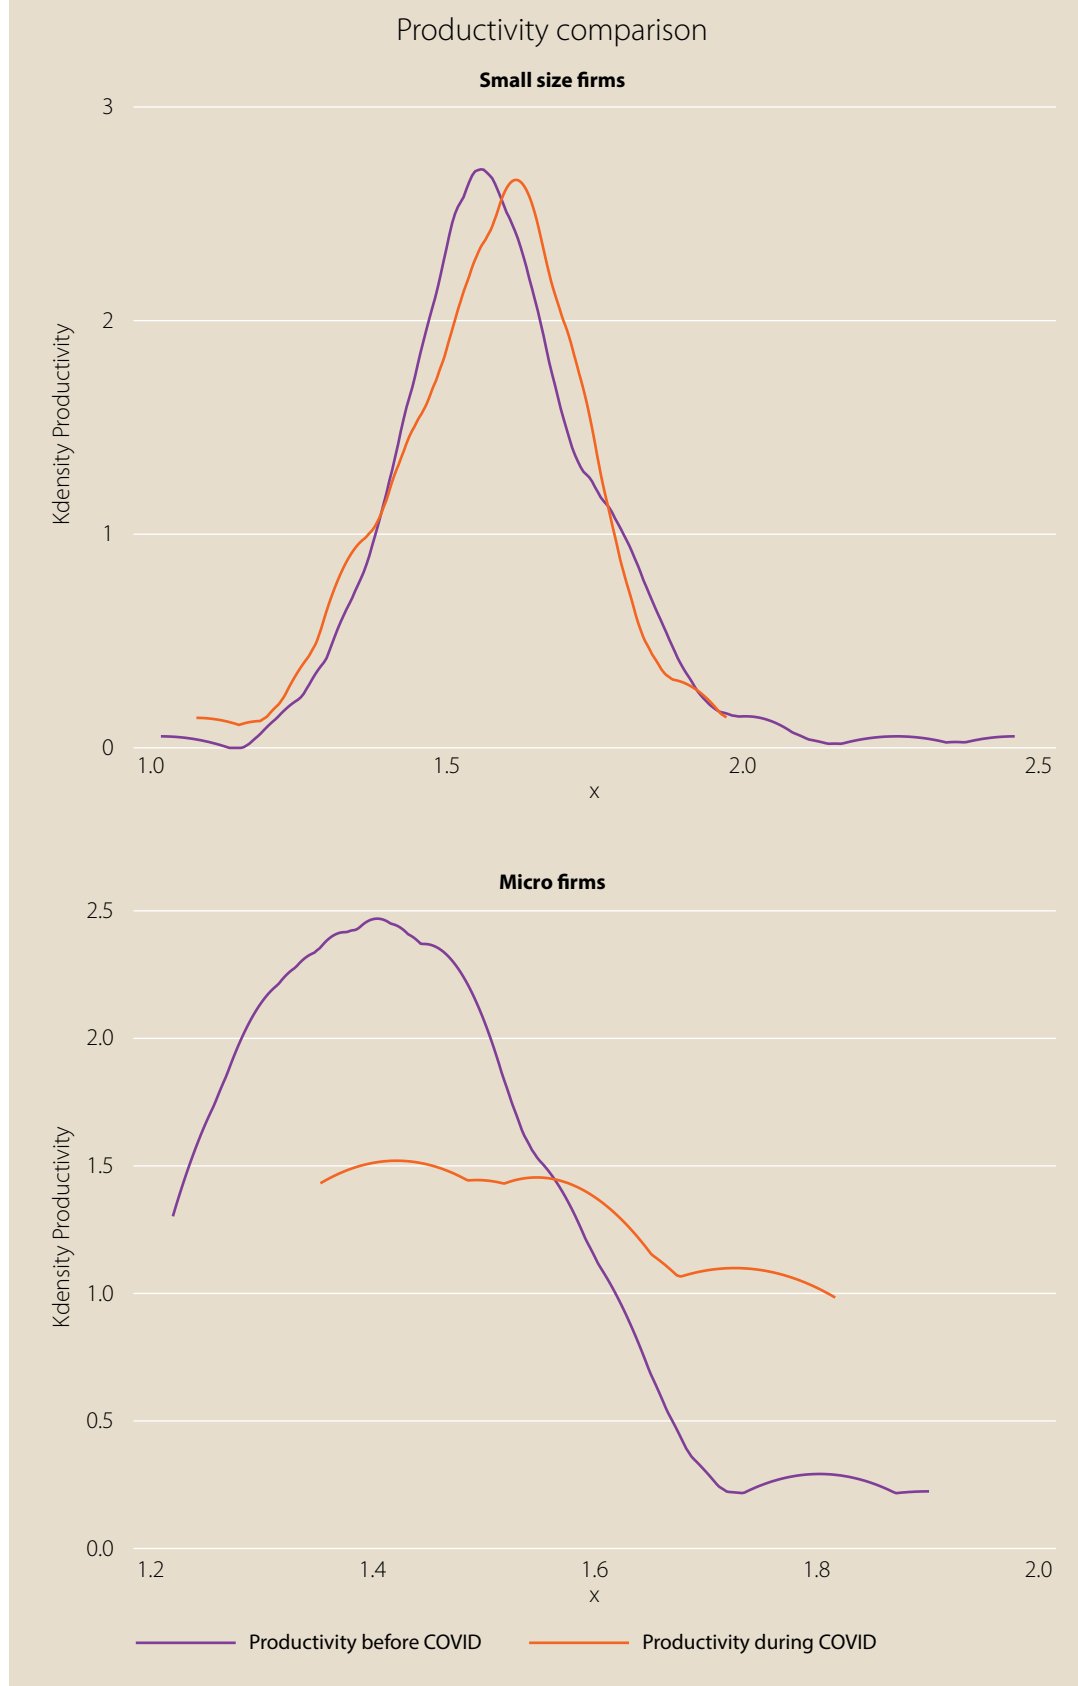 Productivity comparison
Small size firms
3
2
1
0
Kdensity Productivity
1.0 1.5 2.0 2.5
x
Micro firms
2.5
2.0
1.5
1.0
0.5
0.0
Kdensity Productivity
1.2 1.4 1.6 1.8 2.0
x
Productivity before COVID Productivity during COVID